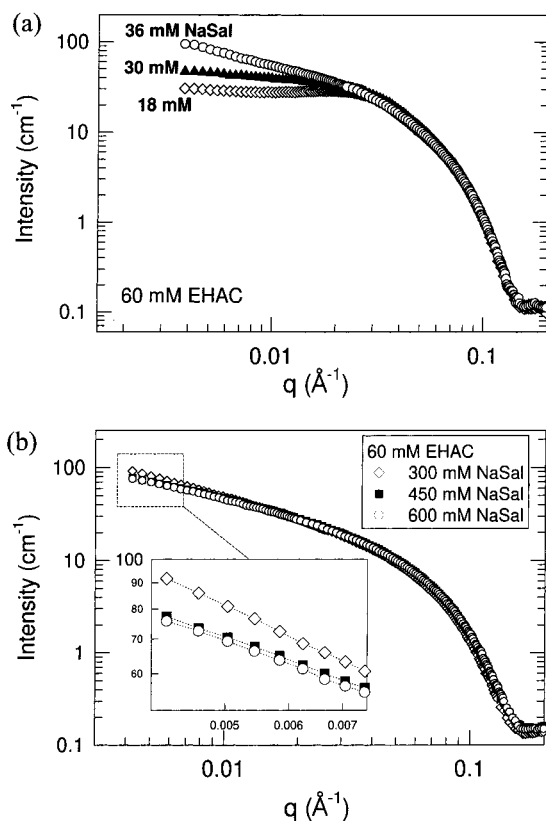 (a)
36 mM NaSal
30 mM
18 mM
100
10
1
0.1
Intensity (cm⁻¹)
60 mM EHAC
0.01
0.1
q (Å⁻¹)
(b)
60 mM EHAC
300 mM NaSal
450 mM NaSal
600 mM NaSal
100
10
1
0.1
Intensity (cm⁻¹)
100
90
80
70
60
0.005
0.006
0.007
0.01
0.1
q (Å⁻¹)